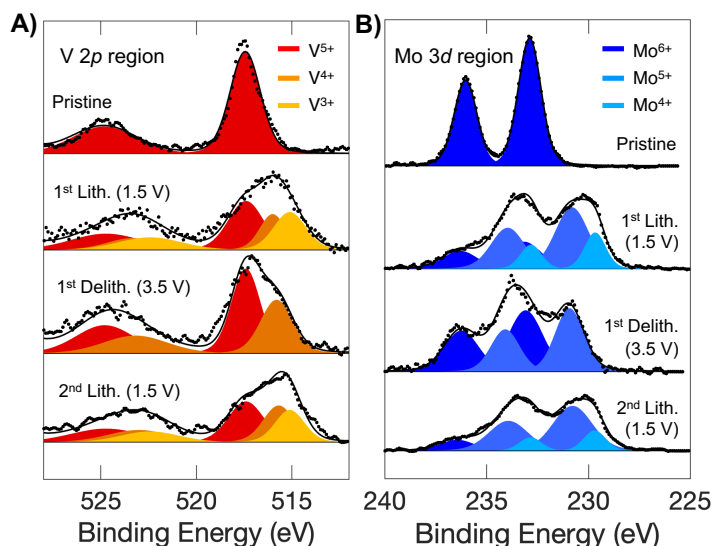 A)
V 2p region
V⁵⁺
V⁴⁺
V³⁺
Pristine
1ˢᵗ Lith. (1.5 V)
1ˢᵗ Delith. (3.5 V)
2ⁿᵈ Lith. (1.5 V)
525
520
515
Binding Energy (eV)
B)
Mo 3d region
Mo⁶⁺
Mo⁵⁺
Mo⁴⁺
Pristine
1ˢᵗ Lith.
(1.5 V)
1ˢᵗ Delith.
(3.5 V)
2ⁿᵈ Lith.
(1.5 V)
240
235
230
225
Binding Energy (eV)